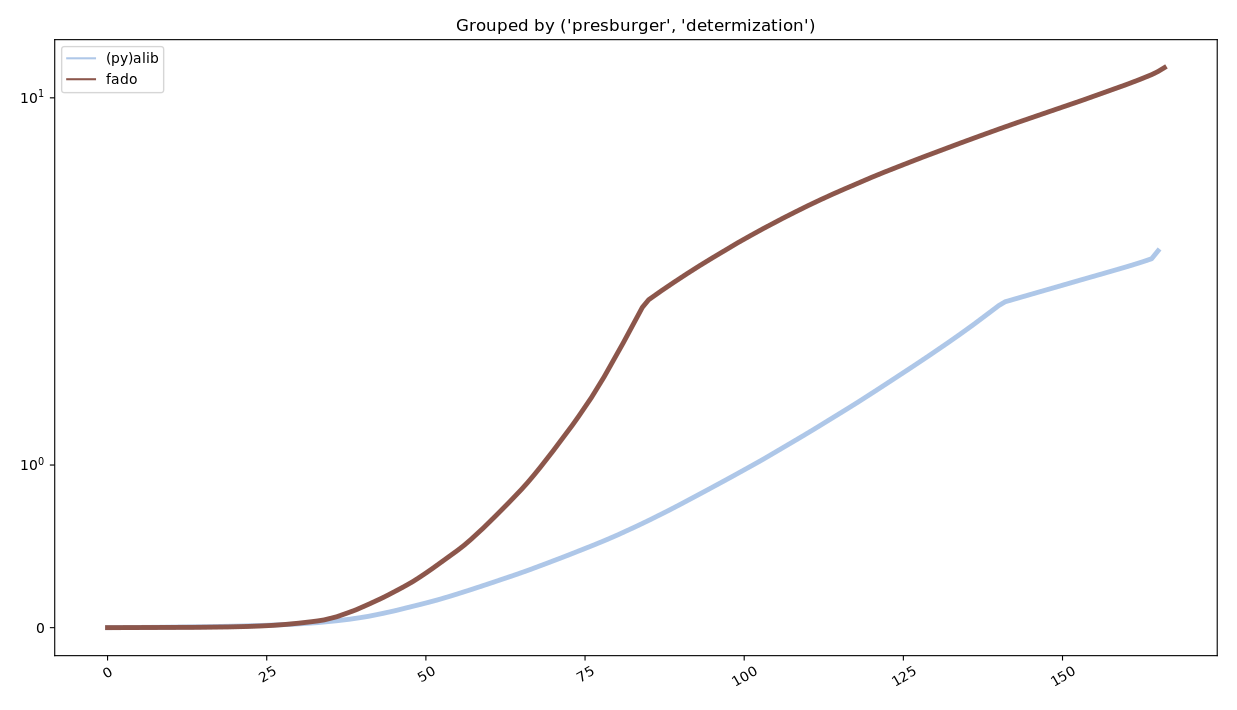 Grouped by ('presburger', 'determization')
(py)alib
fado
10¹
10⁰
0
0 25 50 75 100 125 150